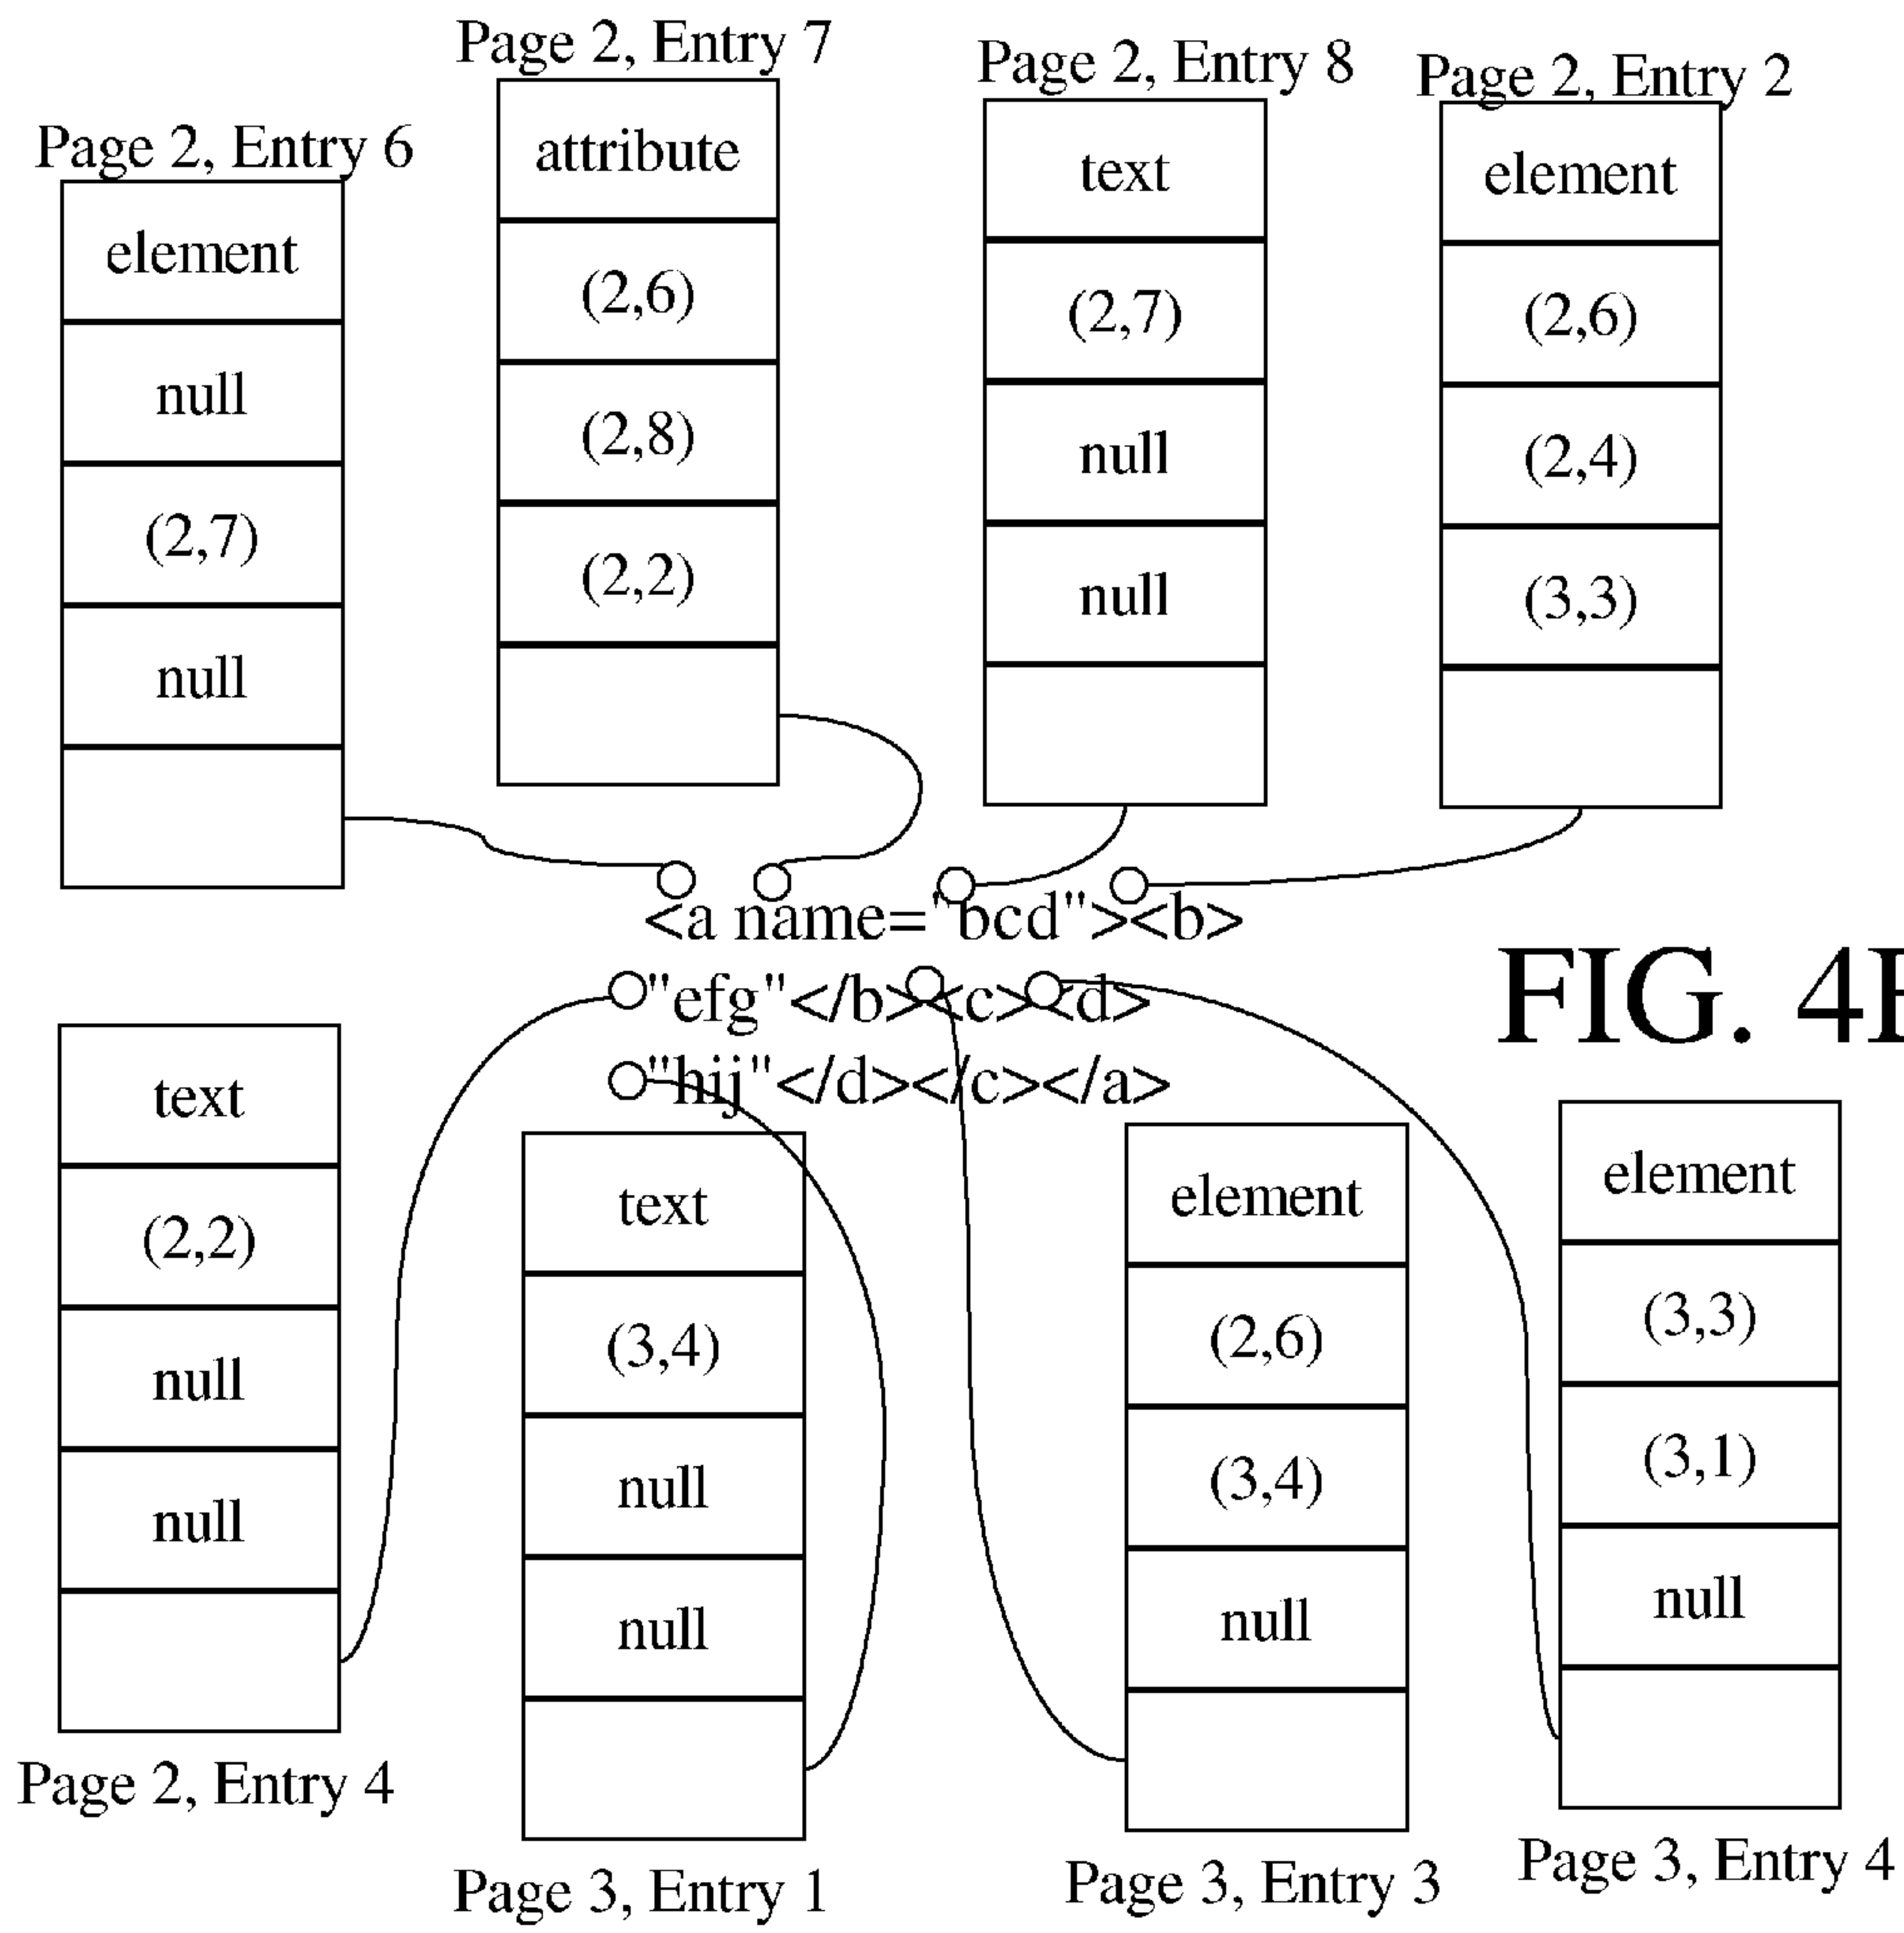 Page 2, Entry 6
element
null
(2,7)
null
Page 2, Entry 7
attribute
(2,6)
(2,8)
(2,2)
Page 2, Entry 8
text
(2,7)
null
null
Page 2, Entry 2
element
(2,6)
(2,4)
(3,3)
<a name="bcd"><b>
"efg"</b><c><d>
"hij"</d></c></a>
FIG. 4
text
(2,2)
null
null
Page 2, Entry 4
text
(3,4)
null
null
Page 3, Entry 1
element
(2,6)
(3,4)
null
Page 3, Entry 3
element
(3,3)
(3,1)
null
Page 3, Entry 4